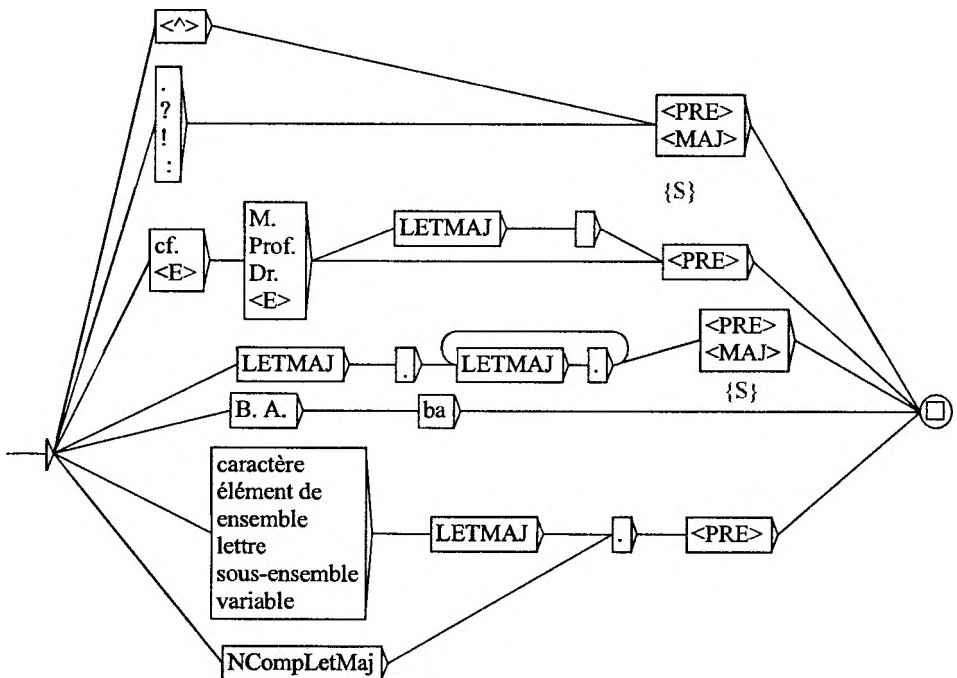 <^>
.
?
!
:
<PRE>
<MAJ>
{S}
cf.
<E>
M.
Prof.
Dr.
<E>
LETMAJ
.
<PRE>
LETMAJ
.
LETMAJ
.
<PRE>
<MAJ>
{S}
B. A.
ba
caractère
élément de
ensemble
lettre
sous-ensemble
variable
LETMAJ
.
<PRE>
NCompLetMaj